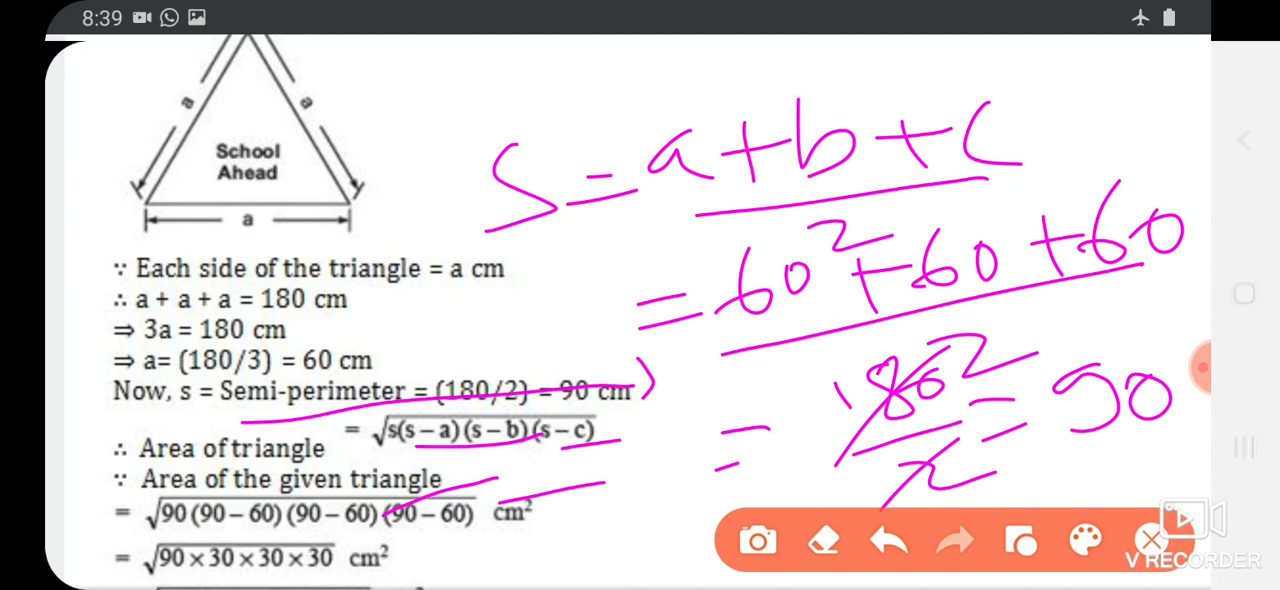 8:39
a
a
School
Ahead
a
∵ Each side of the triangle = a cm
∴ a + a + a = 180 cm
⇒ 3a = 180 cm
⇒ a= (180/3) = 60 cm
Now, s = Semi-perimeter = (180/2) = 90 cm
= √s(s − a)(s − b)(s − c)
∴ Area of triangle
∵ Area of the given triangle
= √90 (90 − 60) (90 − 60) (90 − 60) cm²
= √90 × 30 × 30 × 30 cm²
S = a + b + c
2
= 60 + 60 + 60
2
= 180 = 90
2
V RECORDER